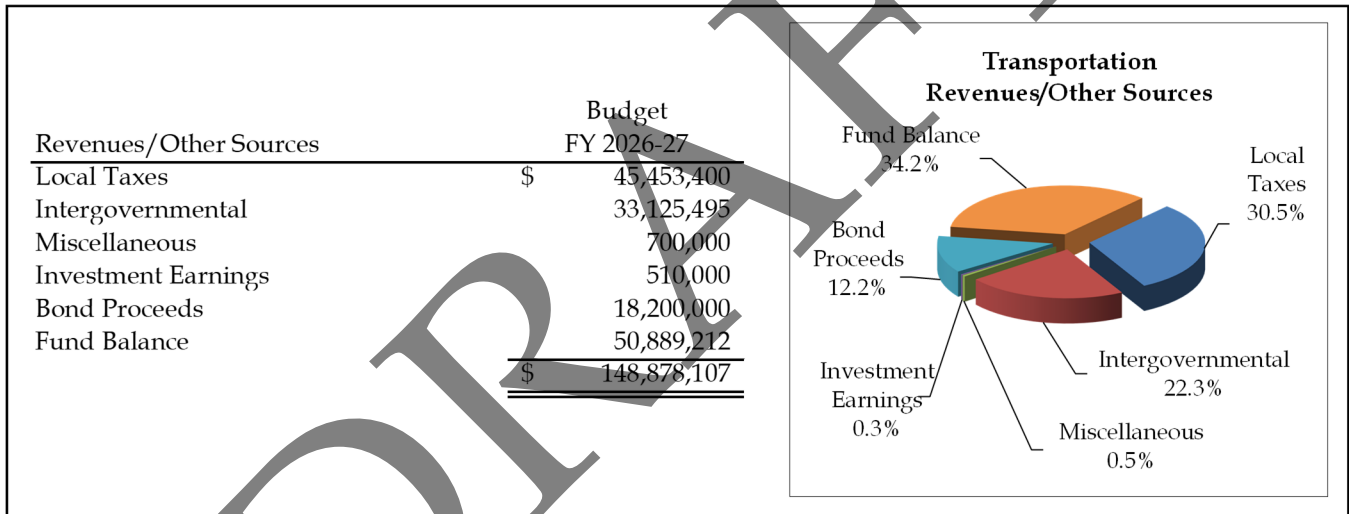 Budget
Revenues/Other Sources FY 2026-27
Local Taxes $ 45,453,400
Intergovernmental 33,125,495
Miscellaneous 700,000
Investment Earnings 510,000
Bond Proceeds 18,200,000
Fund Balance 50,889,212
$ 148,878,107
Transportation
Revenues/Other Sources
Fund Balance
34.2%
Local
Taxes
30.5%
Bond
Proceeds
12.2%
Intergovernmental
22.3%
Investment
Earnings
0.3%
Miscellaneous
0.5%
DRAFT